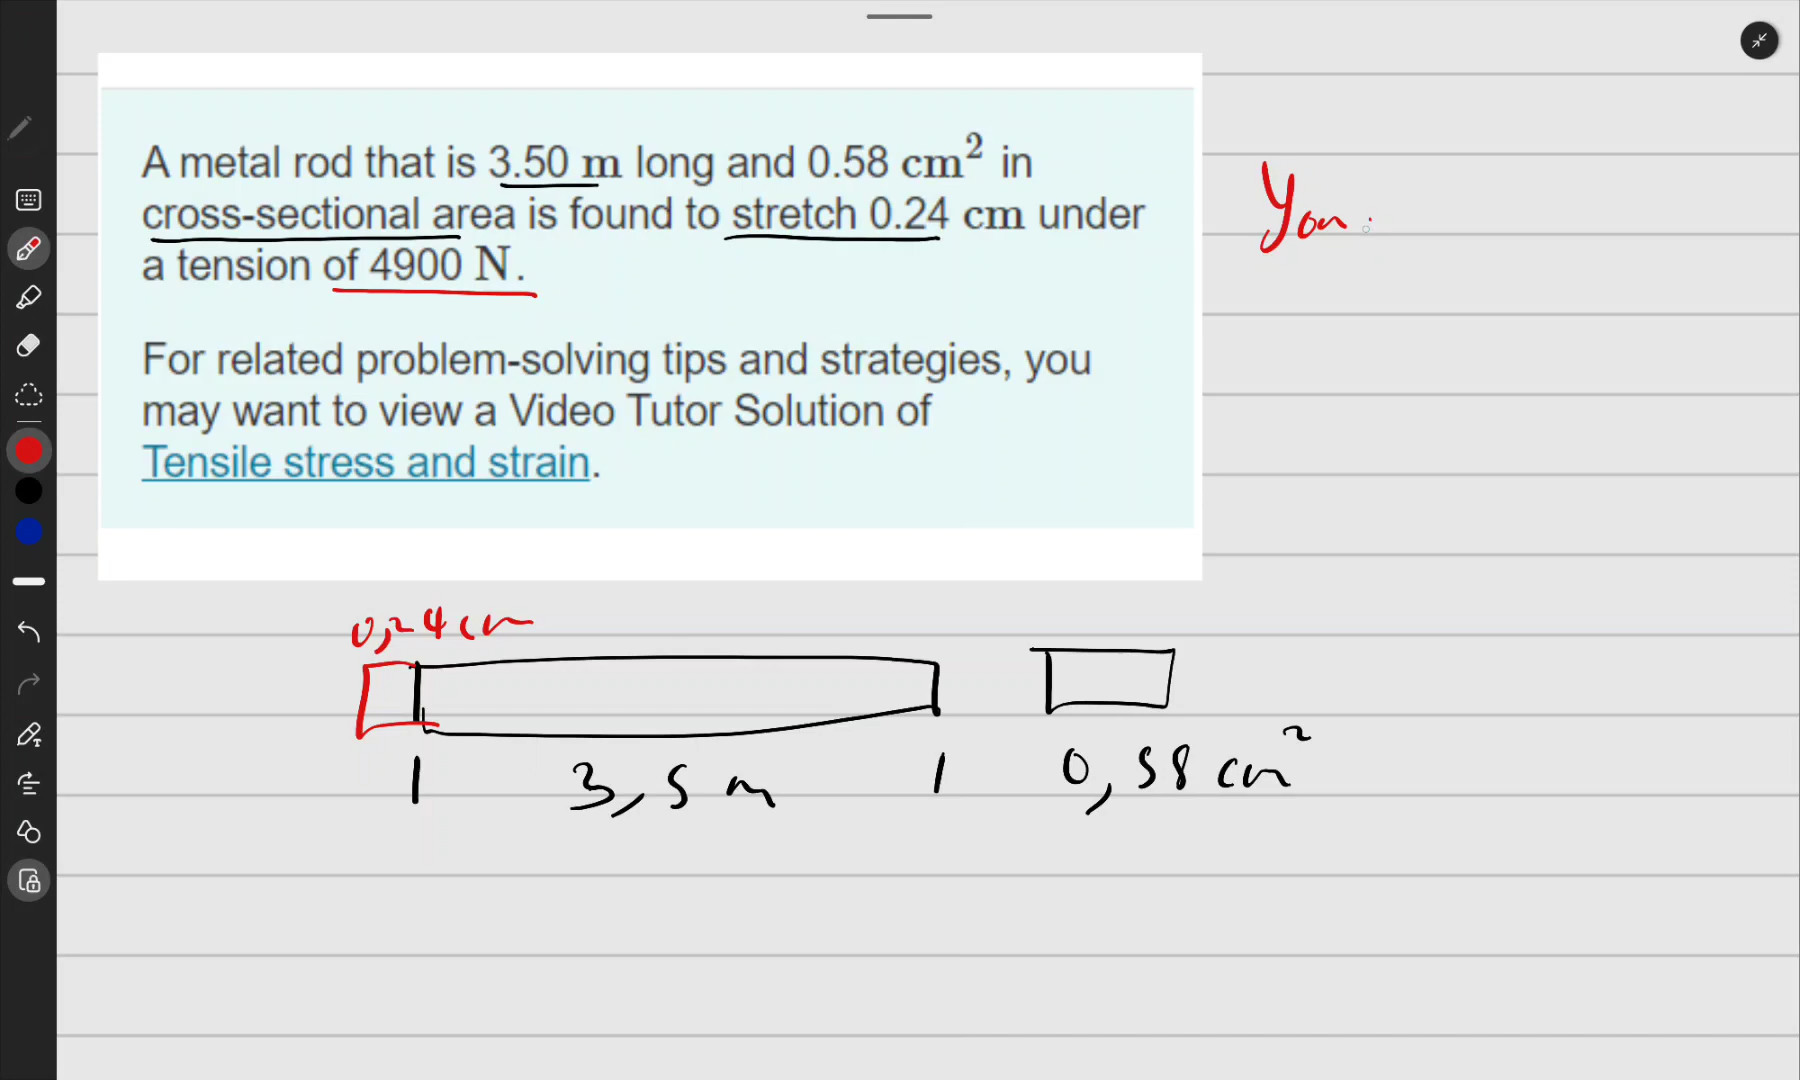 A metal rod that is 3.50 m long and 0.58 cm² in
cross-sectional area is found to stretch 0.24 cm under
a tension of 4900 N.
For related problem-solving tips and strategies, you
may want to view a Video Tutor Solution of
Tensile stress and strain.
You
0,24 cm
3,5 m
0,58 cm²